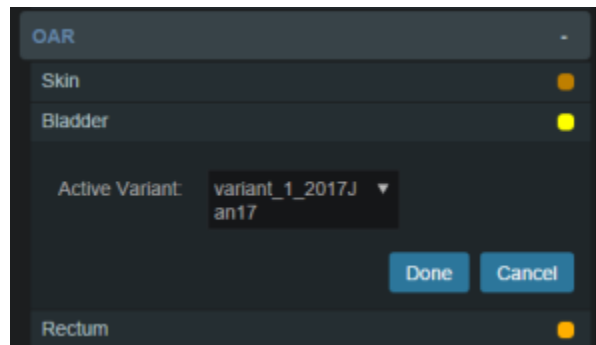 OAR -
Skin
Bladder
Active Variant: variant_1_2017J
an17
Done Cancel
Rectum